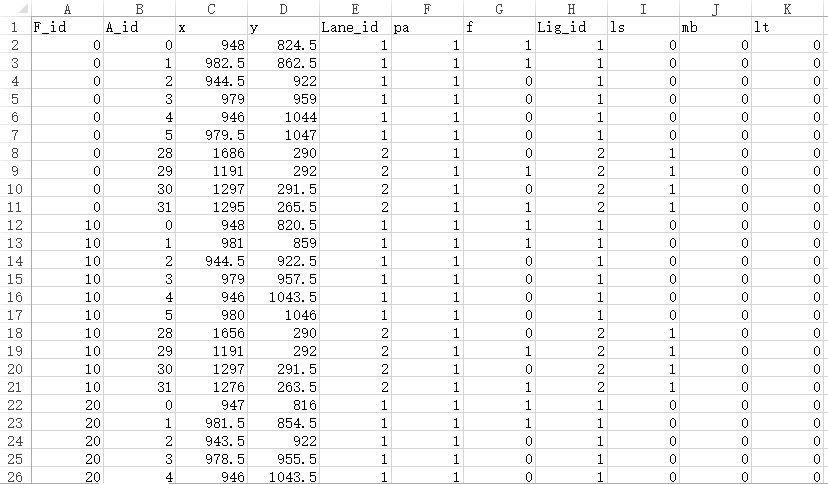 A B C D E F G H I J K
1 F_id A_id x y Lane_id pa f Lig_id ls mb lt
2 0 0 948 824.5 1 1 1 1 0 0 0
3 0 1 982.5 862.5 1 1 1 1 0 0 0
4 0 2 944.5 922 1 1 0 1 0 0 0
5 0 3 979 959 1 1 0 1 0 0 0
6 0 4 946 1044 1 1 0 1 0 0 0
7 0 5 979.5 1047 1 1 0 1 0 0 0
8 0 28 1686 290 2 1 0 2 1 0 0
9 0 29 1191 292 2 1 1 2 1 0 0
10 0 30 1297 291.5 2 1 0 2 1 0 0
11 0 31 1295 265.5 2 1 1 2 1 0 0
12 10 0 948 820.5 1 1 1 1 0 0 0
13 10 1 981 859 1 1 1 1 0 0 0
14 10 2 944.5 922.5 1 1 0 1 0 0 0
15 10 3 979 957.5 1 1 0 1 0 0 0
16 10 4 946 1043.5 1 1 0 1 0 0 0
17 10 5 980 1046 1 1 0 1 0 0 0
18 10 28 1656 290 2 1 0 2 1 0 0
19 10 29 1191 292 2 1 1 2 1 0 0
20 10 30 1297 291.5 2 1 0 2 1 0 0
21 10 31 1276 263.5 2 1 1 2 1 0 0
22 20 0 947 816 1 1 1 1 0 0 0
23 20 1 981.5 854.5 1 1 1 1 0 0 0
24 20 2 943.5 922 1 1 0 1 0 0 0
25 20 3 978.5 955.5 1 1 0 1 0 0 0
26 20 4 946 1043.5 1 1 0 1 0 0 0